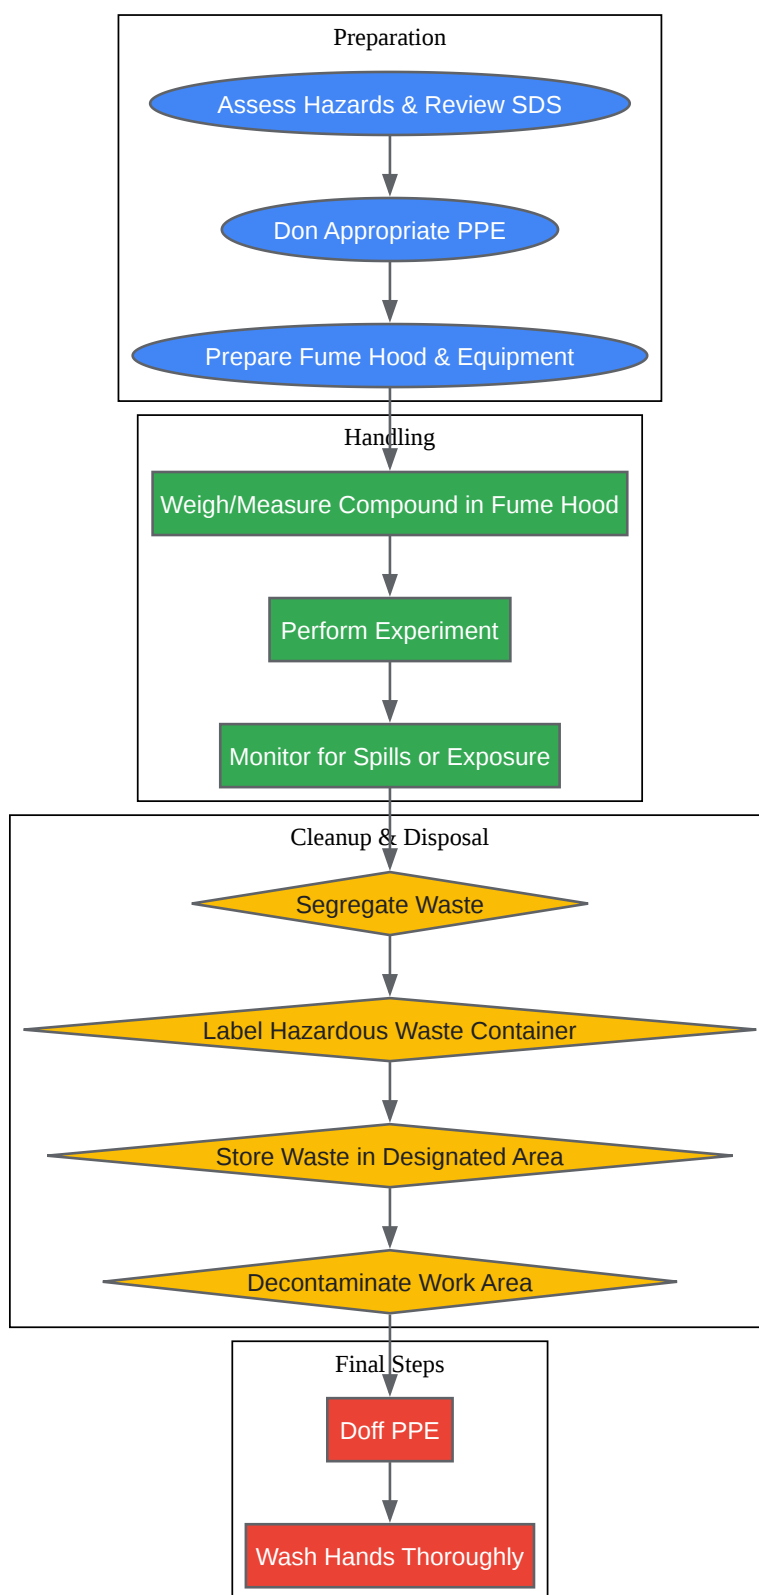 Preparation
Assess Hazards & Review SDS
Don Appropriate PPE
Prepare Fume Hood & Equipment
Handling
Weigh/Measure Compound in Fume Hood
Perform Experiment
Monitor for Spills or Exposure
Cleanup & Disposal
Segregate Waste
Label Hazardous Waste Container
Store Waste in Designated Area
Decontaminate Work Area
Final Steps
Doff PPE
Wash Hands Thoroughly